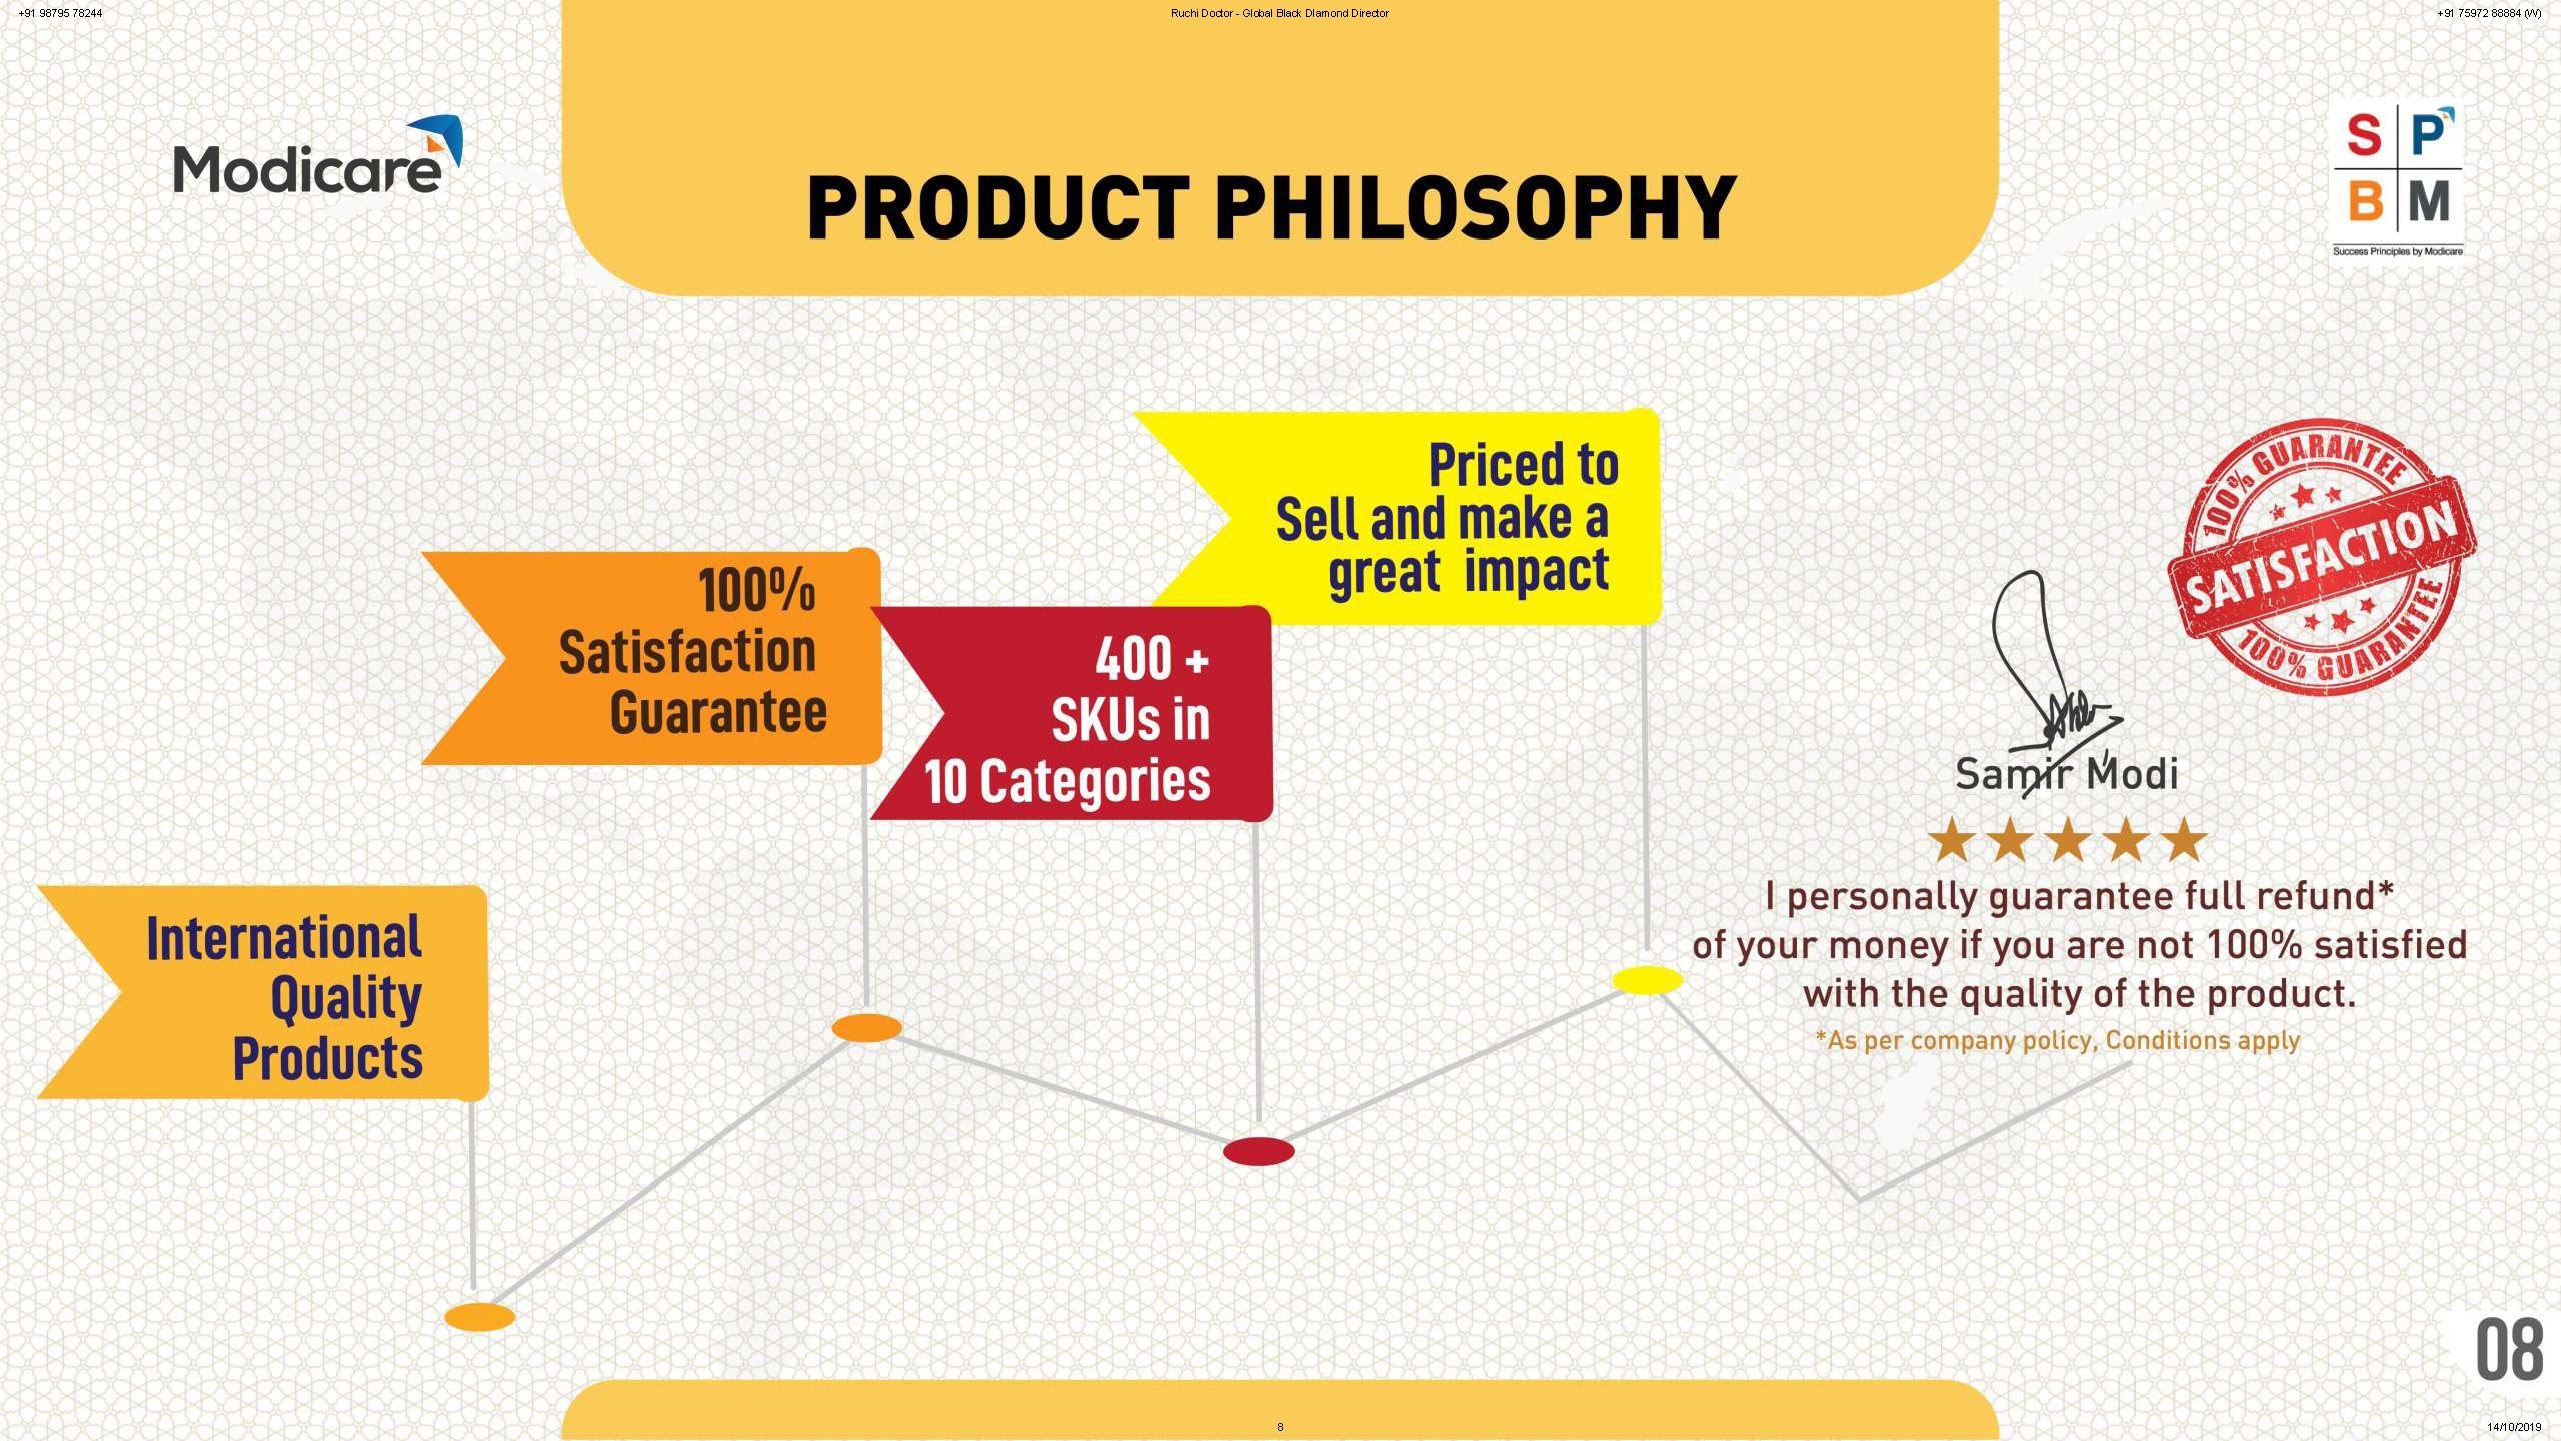 +91 98795 78244
Ruchi Doctor - Global Black DIamond Director
+91 75972 88884 (W)
Modicare
PRODUCT PHILOSOPHY
S P
B M
Success Principles by Modicare
Priced to
Sell and make a
great impact
100%
Satisfaction
Guarantee
400 +
SKUs in
10 Categories
International
Quality
Products
100% GUARANTEE
SATISFACTION
100% GUARANTEE
Samir Modi
I personally guarantee full refund*
of your money if you are not 100% satisfied
with the quality of the product.
*As per company policy, Conditions apply
08
8
14/10/2019